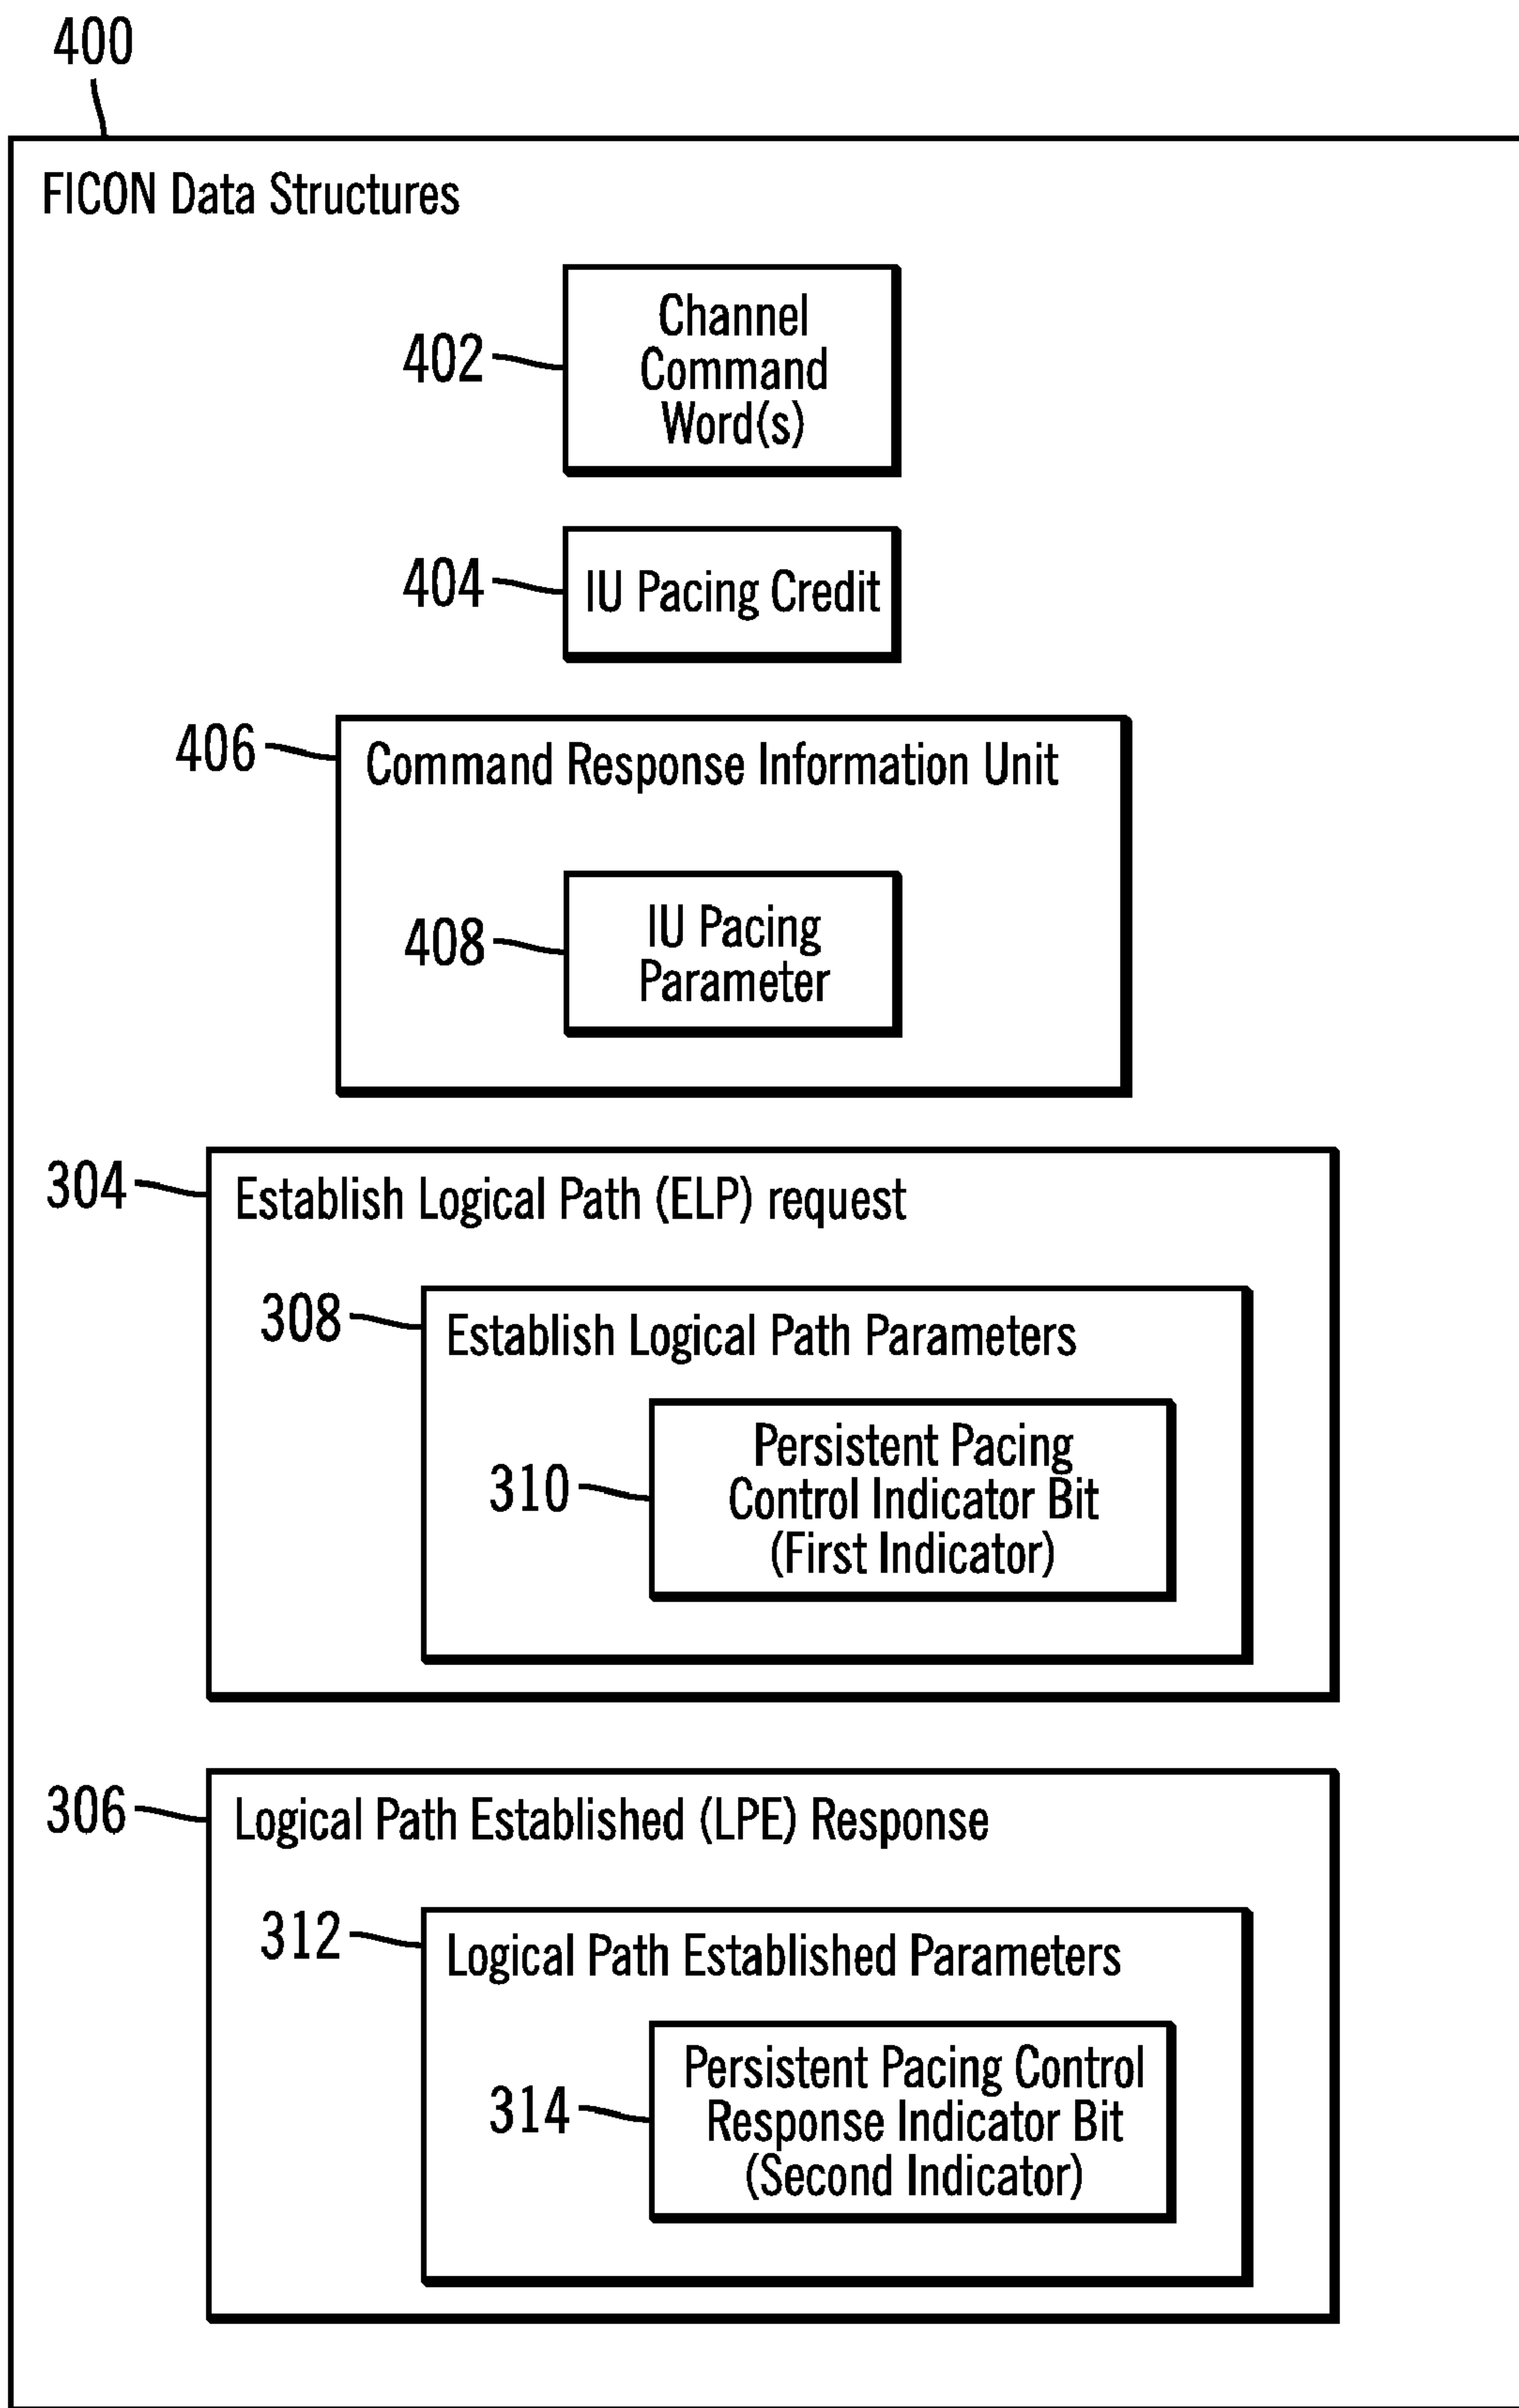 400
FICON Data Structures
402
Channel
Command
Word(s)
404
IU Pacing Credit
406
Command Response Information Unit
408
IU Pacing
Parameter
304
Establish Logical Path (ELP) request
308
Establish Logical Path Parameters
310
Persistent Pacing
Control Indicator Bit
(First Indicator)
306
Logical Path Established (LPE) Response
312
Logical Path Established Parameters
314
Persistent Pacing Control
Response Indicator Bit
(Second Indicator)